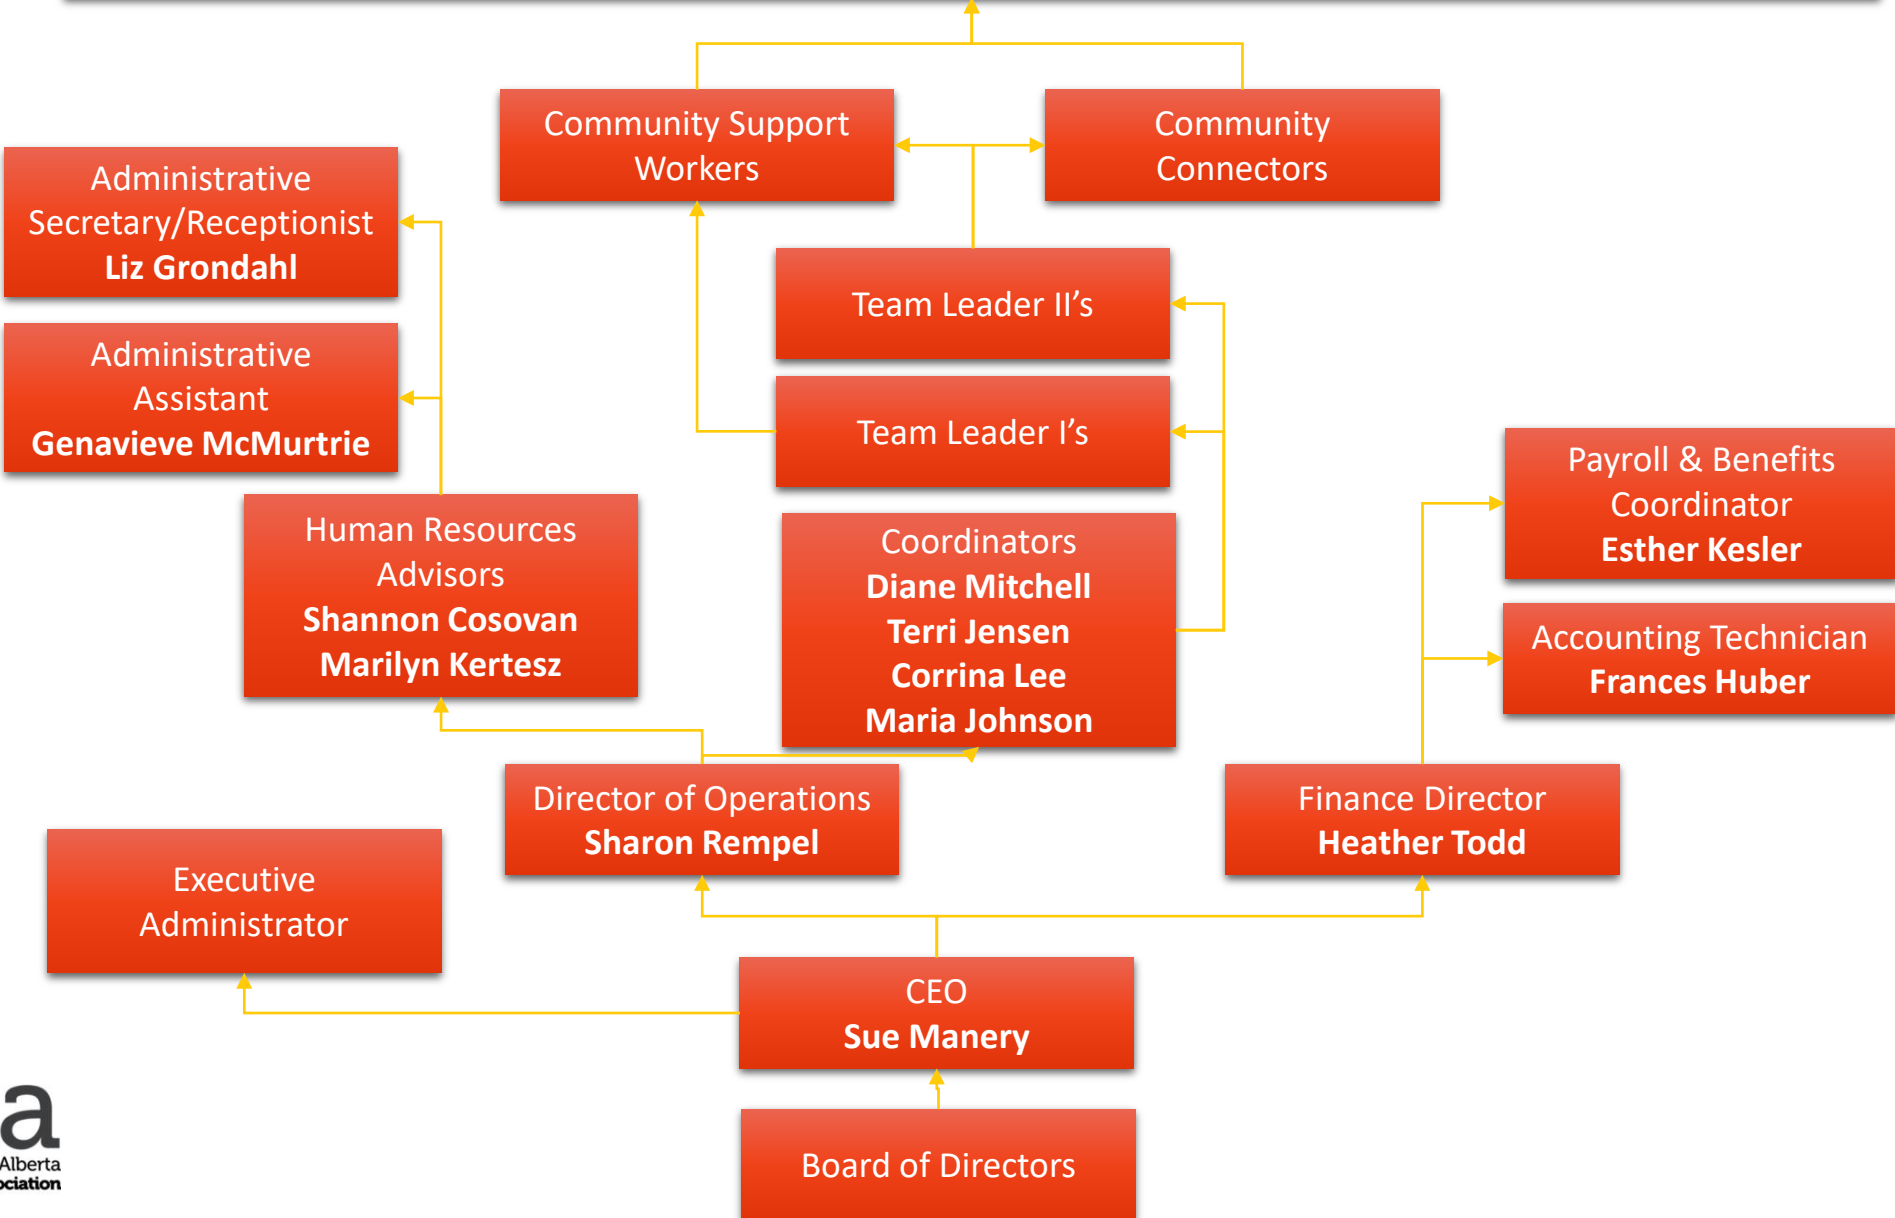 Community Support
Workers
Community
Connectors
Administrative
Secretary/Receptionist
Liz Grondahl
Team Leader II's
Administrative
Assistant
Genavieve McMurtrie
Team Leader I's
Payroll & Benefits
Coordinator
Esther Kesler
Human Resources
Advisors
Shannon Cosovan
Marilyn Kertesz
Coordinators
Diane Mitchell
Terri Jensen
Corrina Lee
Maria Johnson
Accounting Technician
Frances Huber
Director of Operations
Sharon Rempel
Finance Director
Heather Todd
Executive
Administrator
CEO
Sue Manery
a
Alberta
Board of Directors